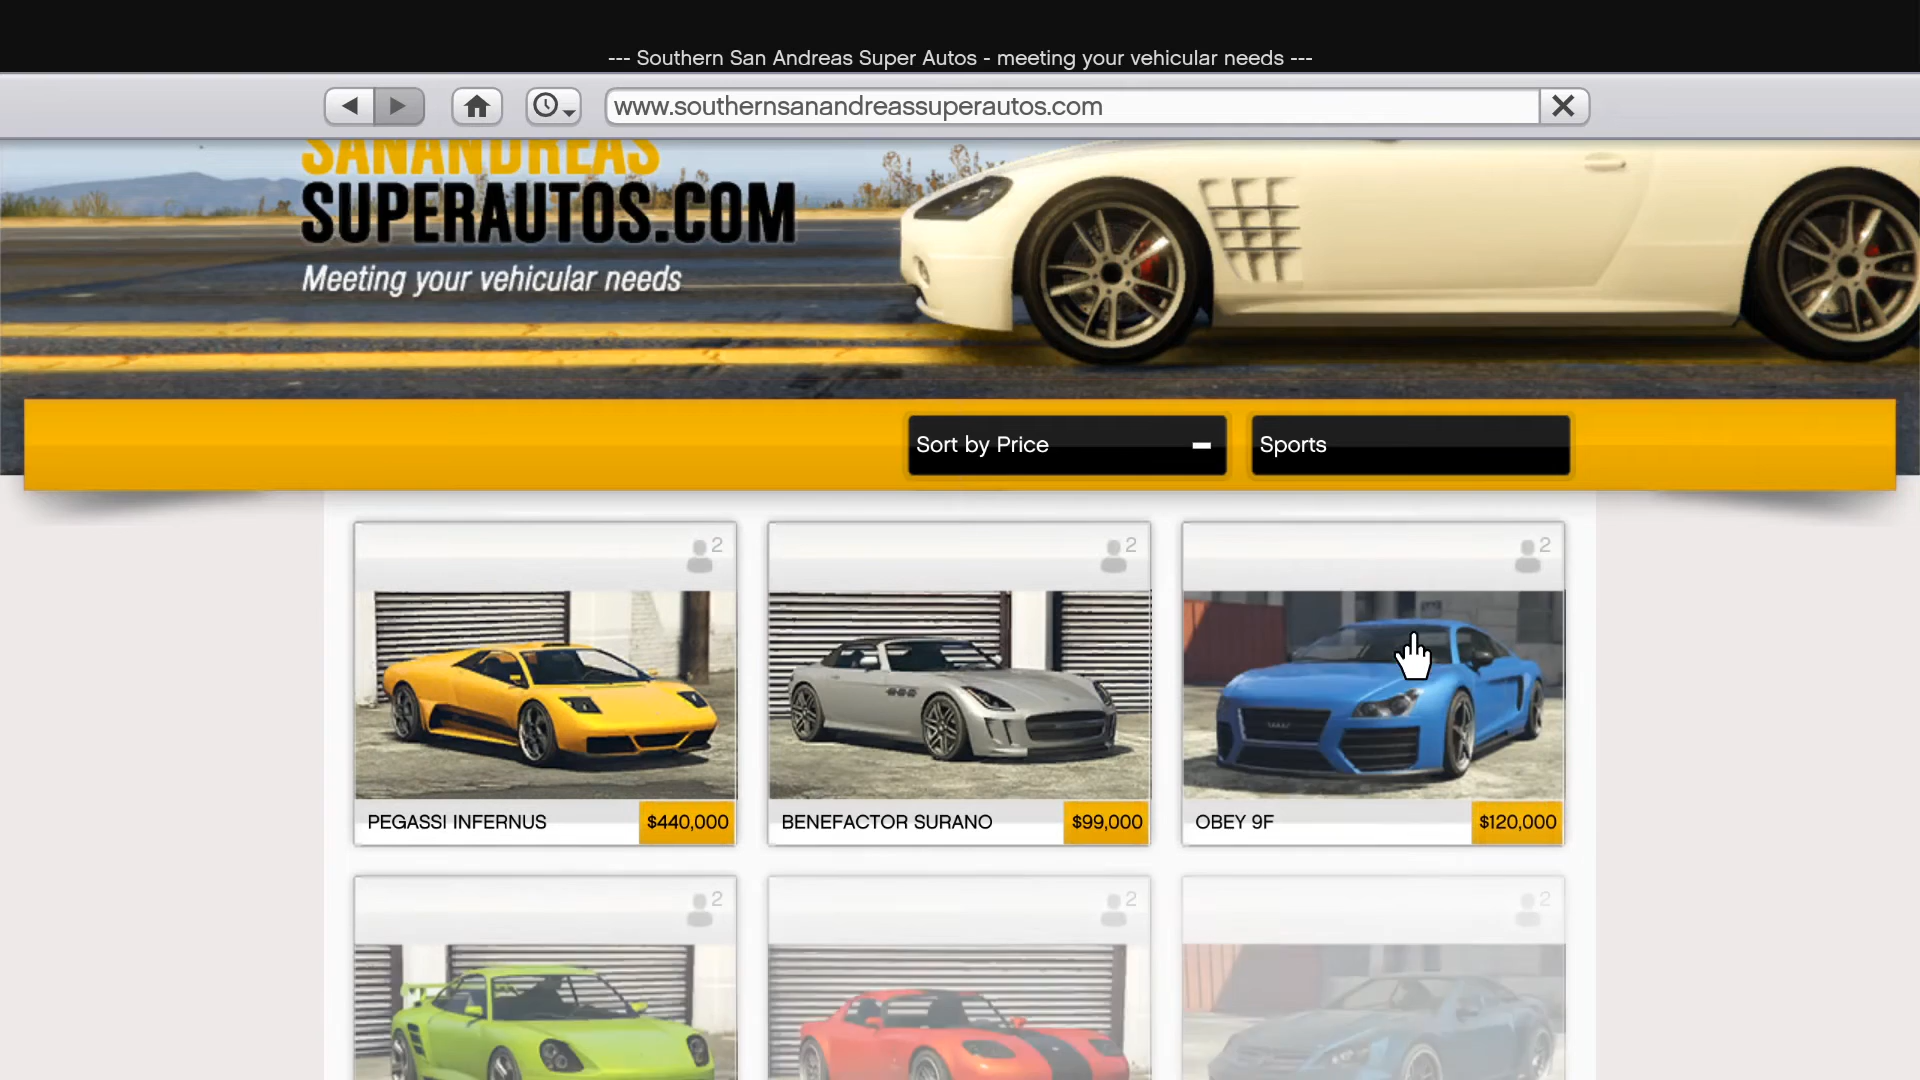 --- Southern San Andreas Super Autos - meeting your vehicular needs ---
www.southernsanandreassuperautos.com
SANANDREAS
SUPERAUTOS.COM
Meeting your vehicular needs
Sort by Price
Sports
2
2
2
PEGASSI INFERNUS $440,000
BENEFACTOR SURANO $99,000
OBEY 9F $120,000
2
2
2